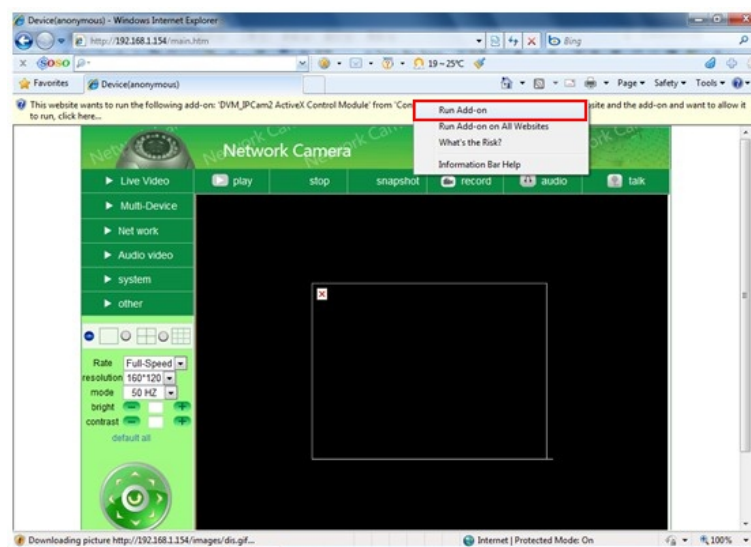 Device(anonymous) - Windows Internet Explorer
http://192.168.1.154/main.htm
Bing
SOSO
19~25℃
Favorites
Device(anonymous)
Page
Safety
Tools
This website wants to run the following add-on: 'DVM_IPCam2 ActiveX Control Module' from 'Con
site and the add-on and want to allow it
to run, click here...
Run Add-on
Run Add-on on All Websites
What's the Risk?
Information Bar Help
Network Camera
Live Video
play
stop
snapshot
record
audio
talk
Multi-Device
Net work
Audio video
system
other
Rate Full-Speed
resolution 160*120
mode 50 HZ
bright
contrast
default all
Downloading picture http://192.168.1.154/images/dis.gif...
Internet | Protected Mode: On
100%